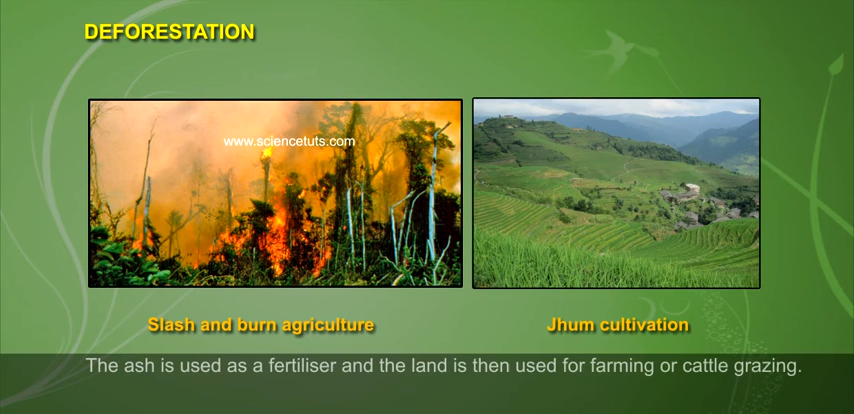 DEFORESTATION
www.sciencetuts.com
Slash and burn agriculture
Jhum cultivation
The ash is used as a fertiliser and the land is then used for farming or cattle grazing.